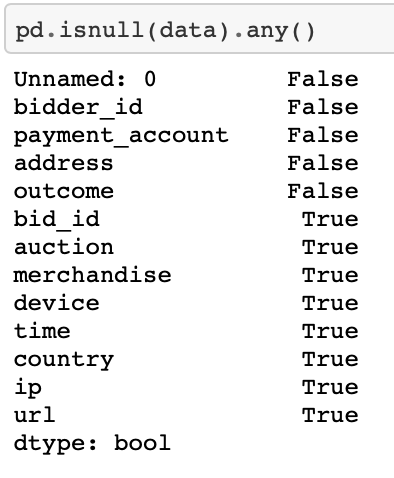 pd.isnull(data).any()
Unnamed: 0 False
bidder_id False
payment_account False
address False
outcome False
bid_id True
auction True
merchandise True
device True
time True
country True
ip True
url True
dtype: bool